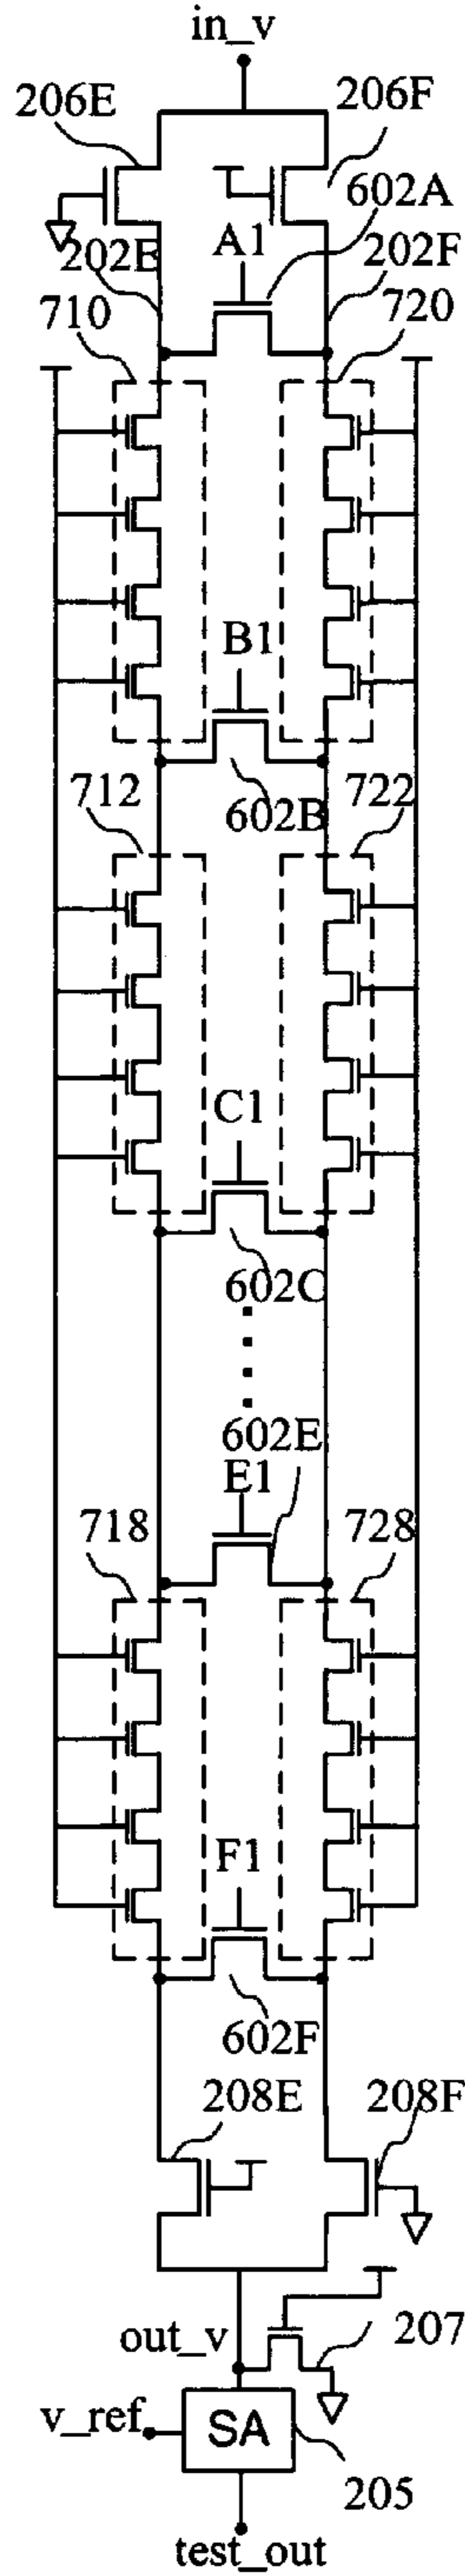 in_v
206E
206F
602A
A1
202E
202F
710
720
B1
602B
712
722
C1
602C
602E
E1
718
728
F1
602F
208E
208F
out_v
207
v_ref
SA
205
test_out